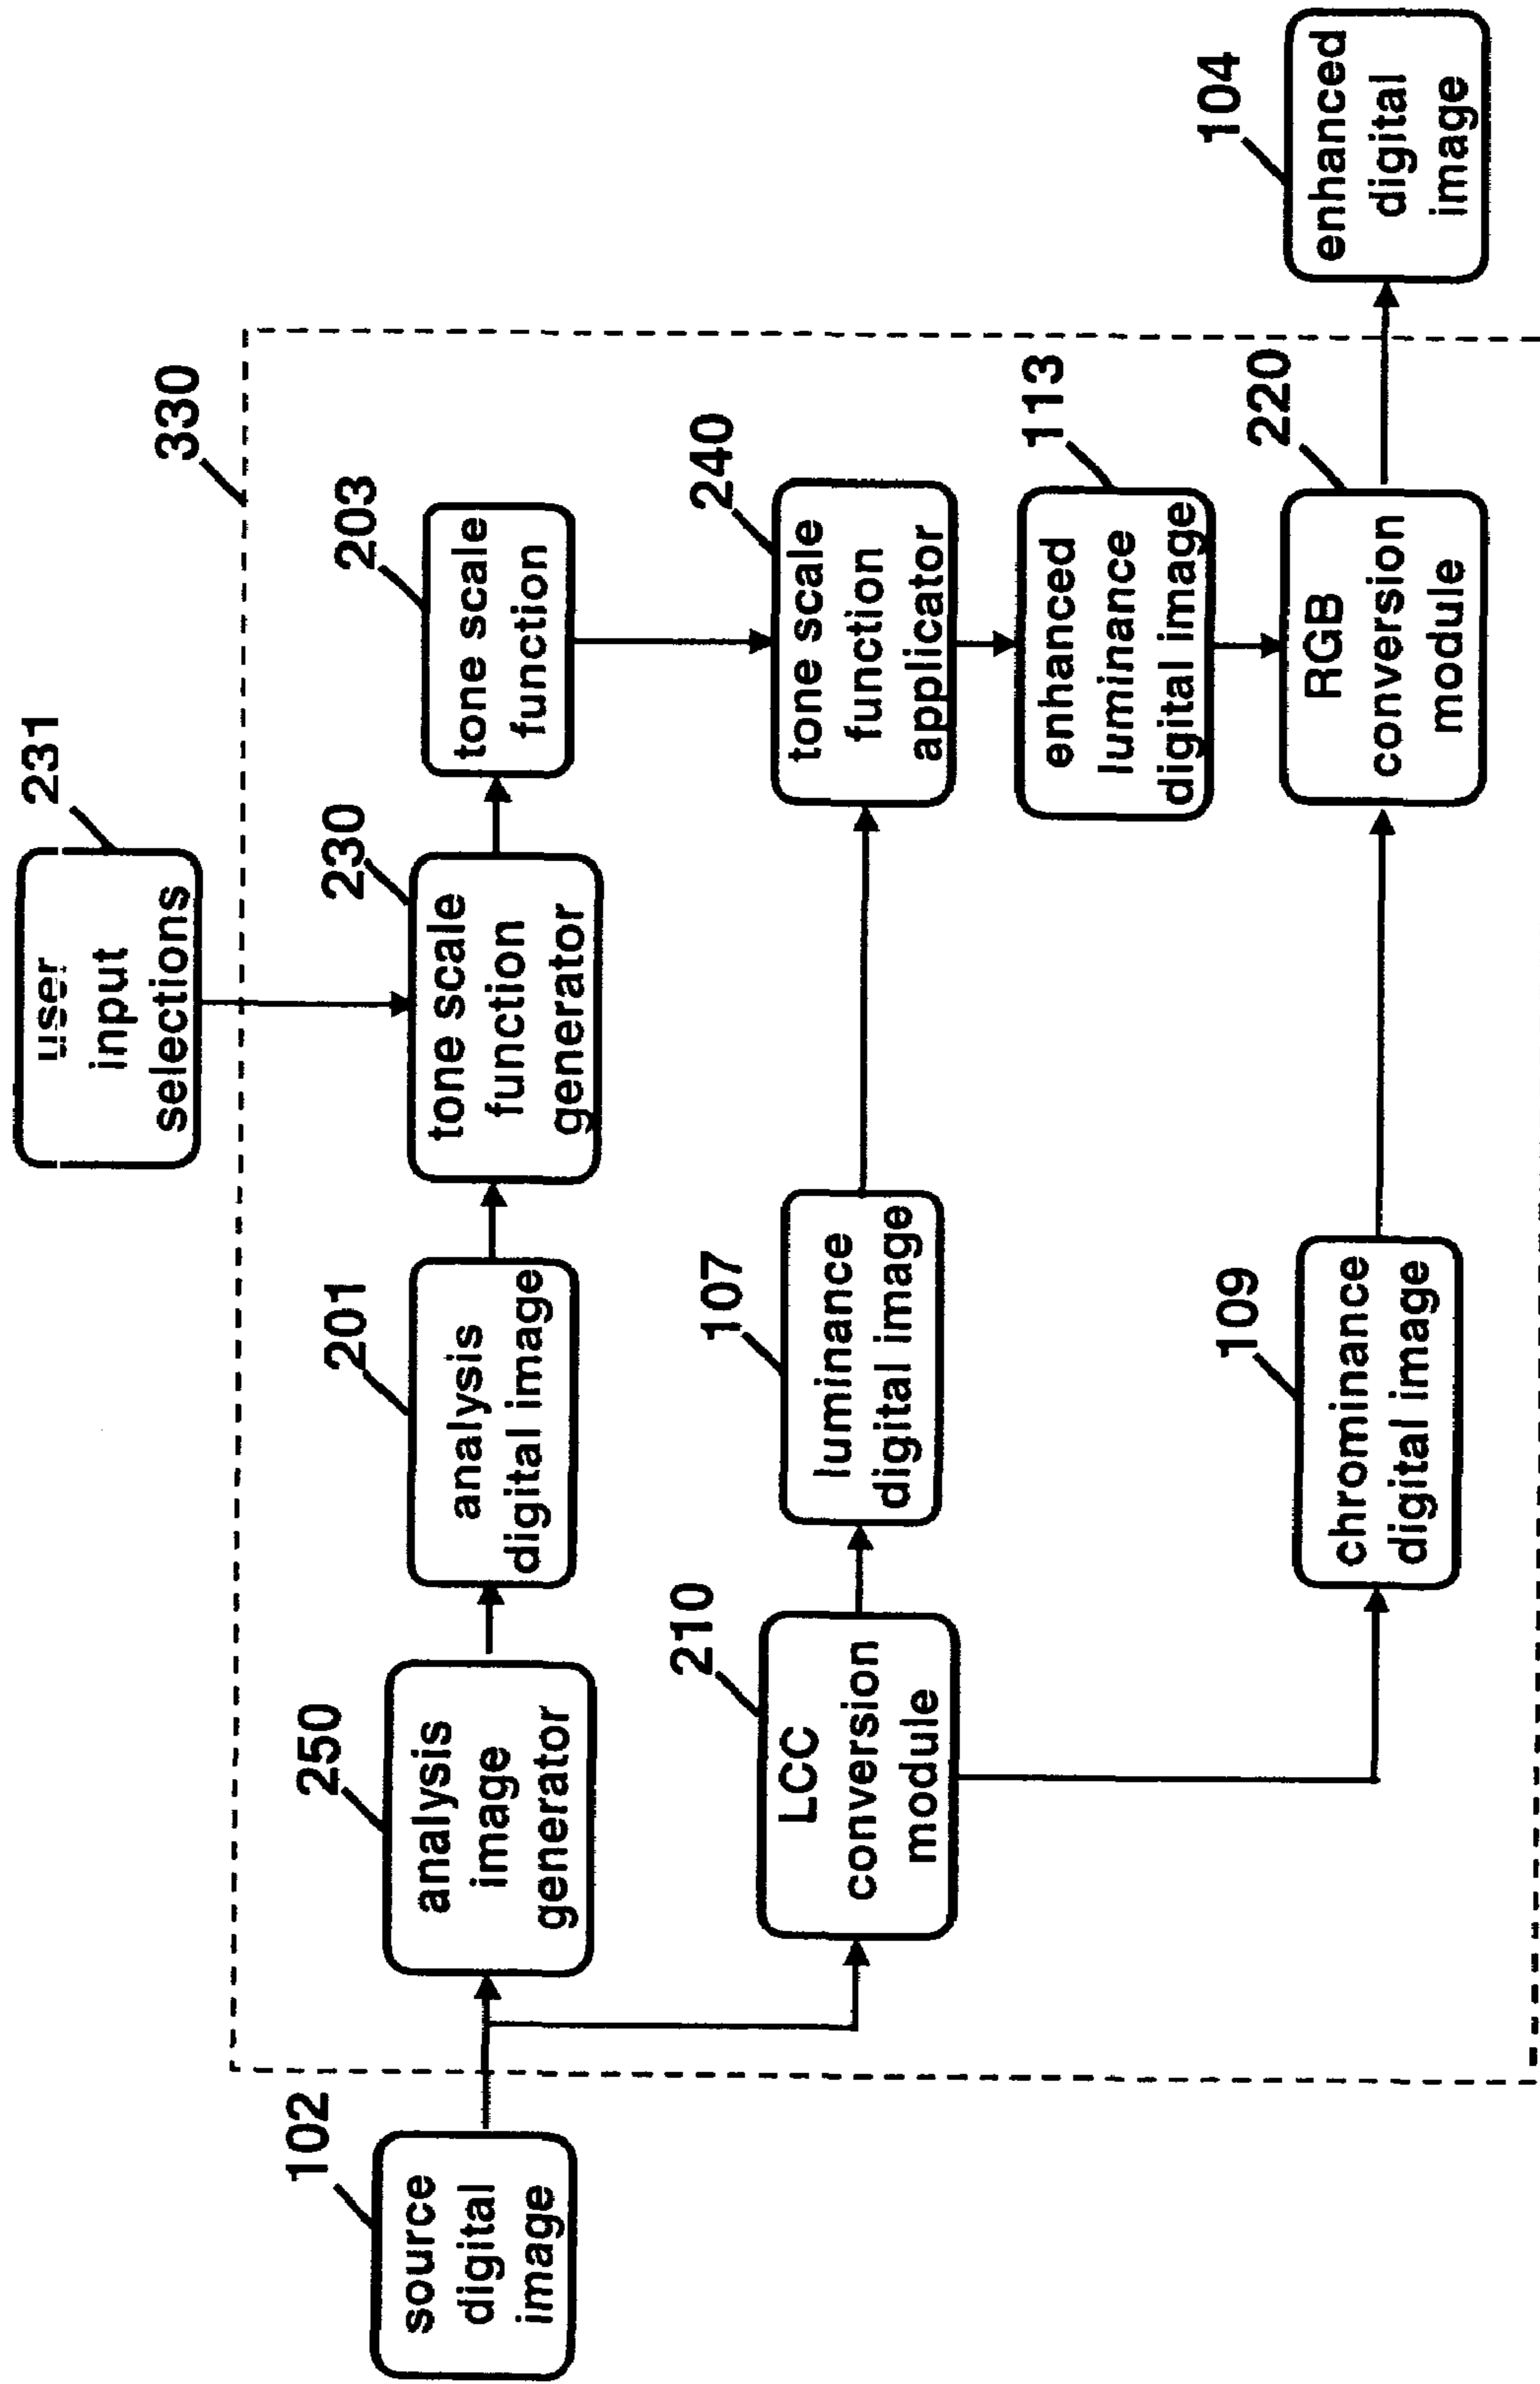 231
user
input
selections
330
102
source
digital
image
250
analysis
image
generator
201
analysis
digital image
230
tone scale
function
generator
203
tone scale
function
210
LCC
conversion
module
107
luminance
digital image
240
tone scale
function
applicator
113
enhanced
luminance
digital image
109
chrominance
digital image
220
RGB
conversion
module
104
enhanced
digital
image